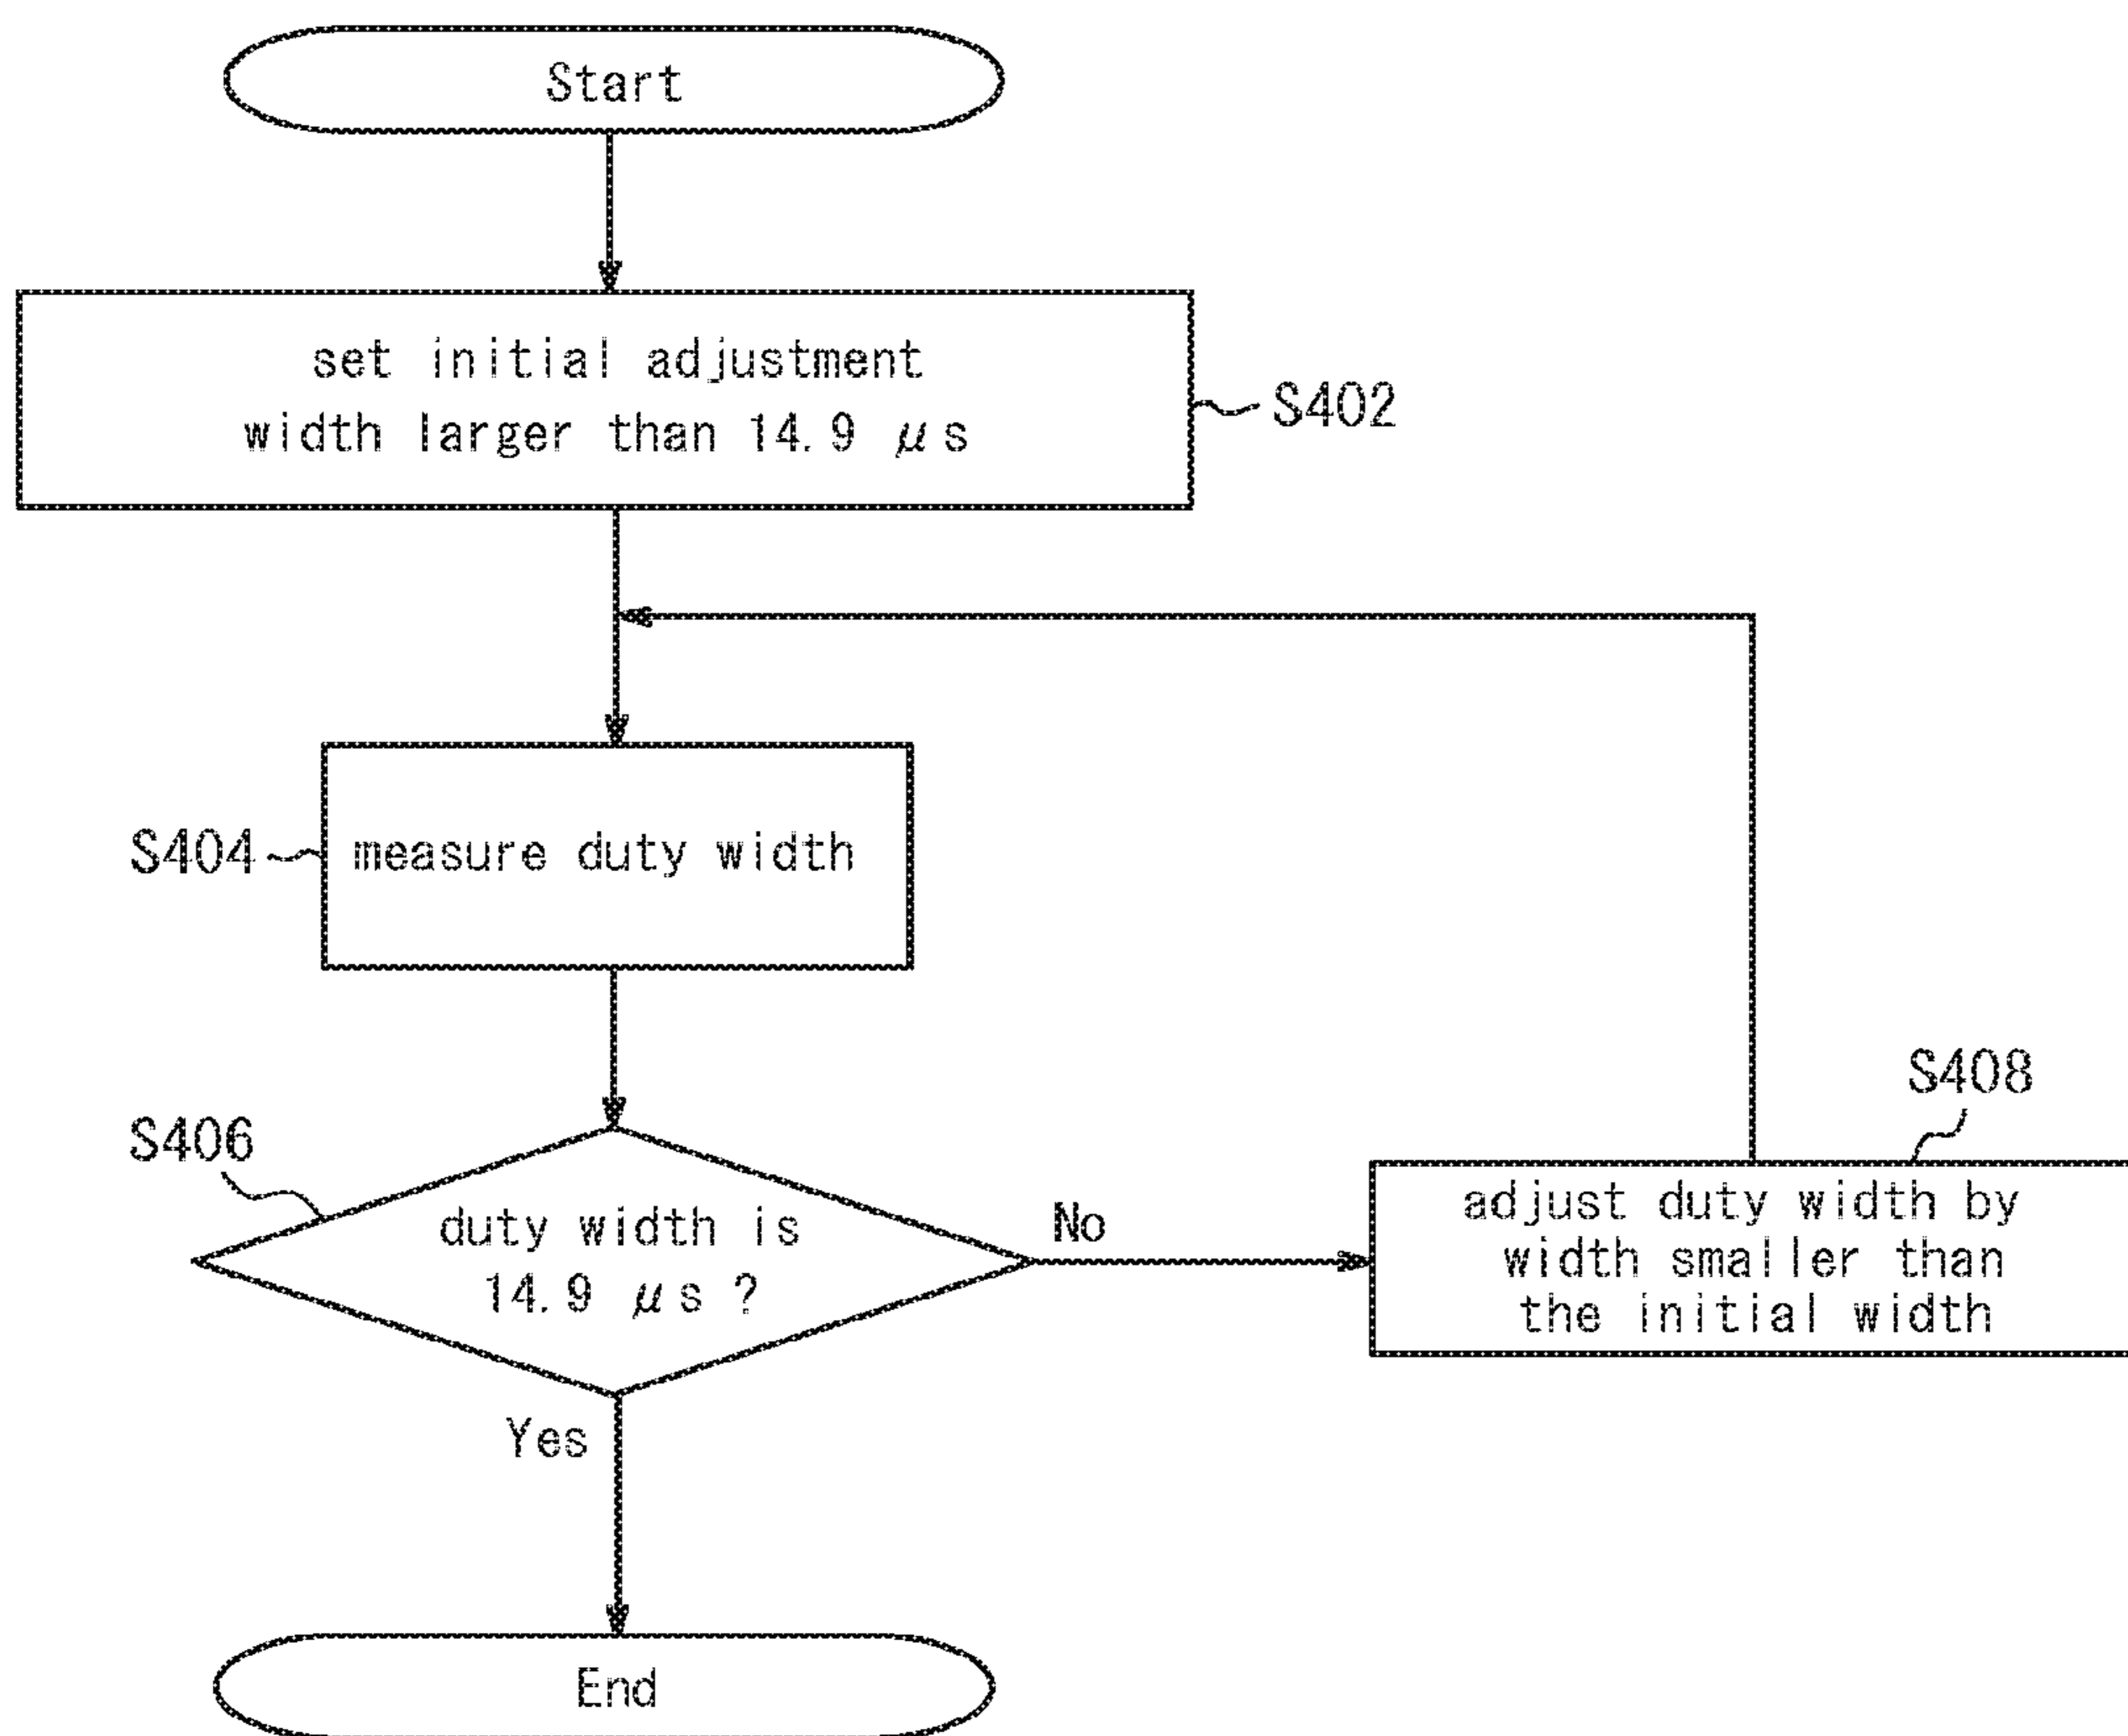 Start
set initial adjustment
width larger than 14.9 μs
S402
S404
measure duty width
S406
duty width is
14.9 μs ?
No
S408
adjust duty width by
width smaller than
the initial width
Yes
End